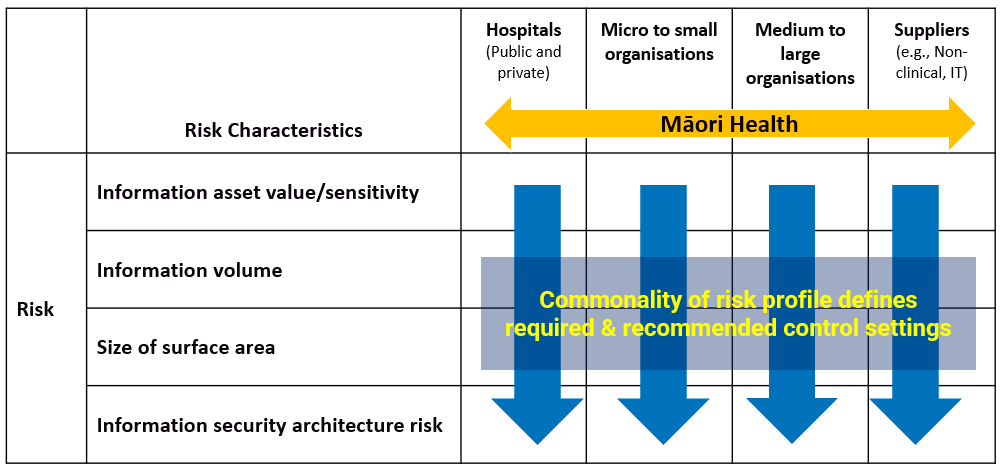 Hospitals
(Public and
private)
Micro to small
organisations
Medium to
large
organisations
Suppliers
(e.g., Non-
clinical, IT)
Risk Characteristics
Māori Health
Risk
Information asset value/sensitivity
Information volume
Commonality of risk profile defines
required & recommended control settings
Size of surface area
Information security architecture risk